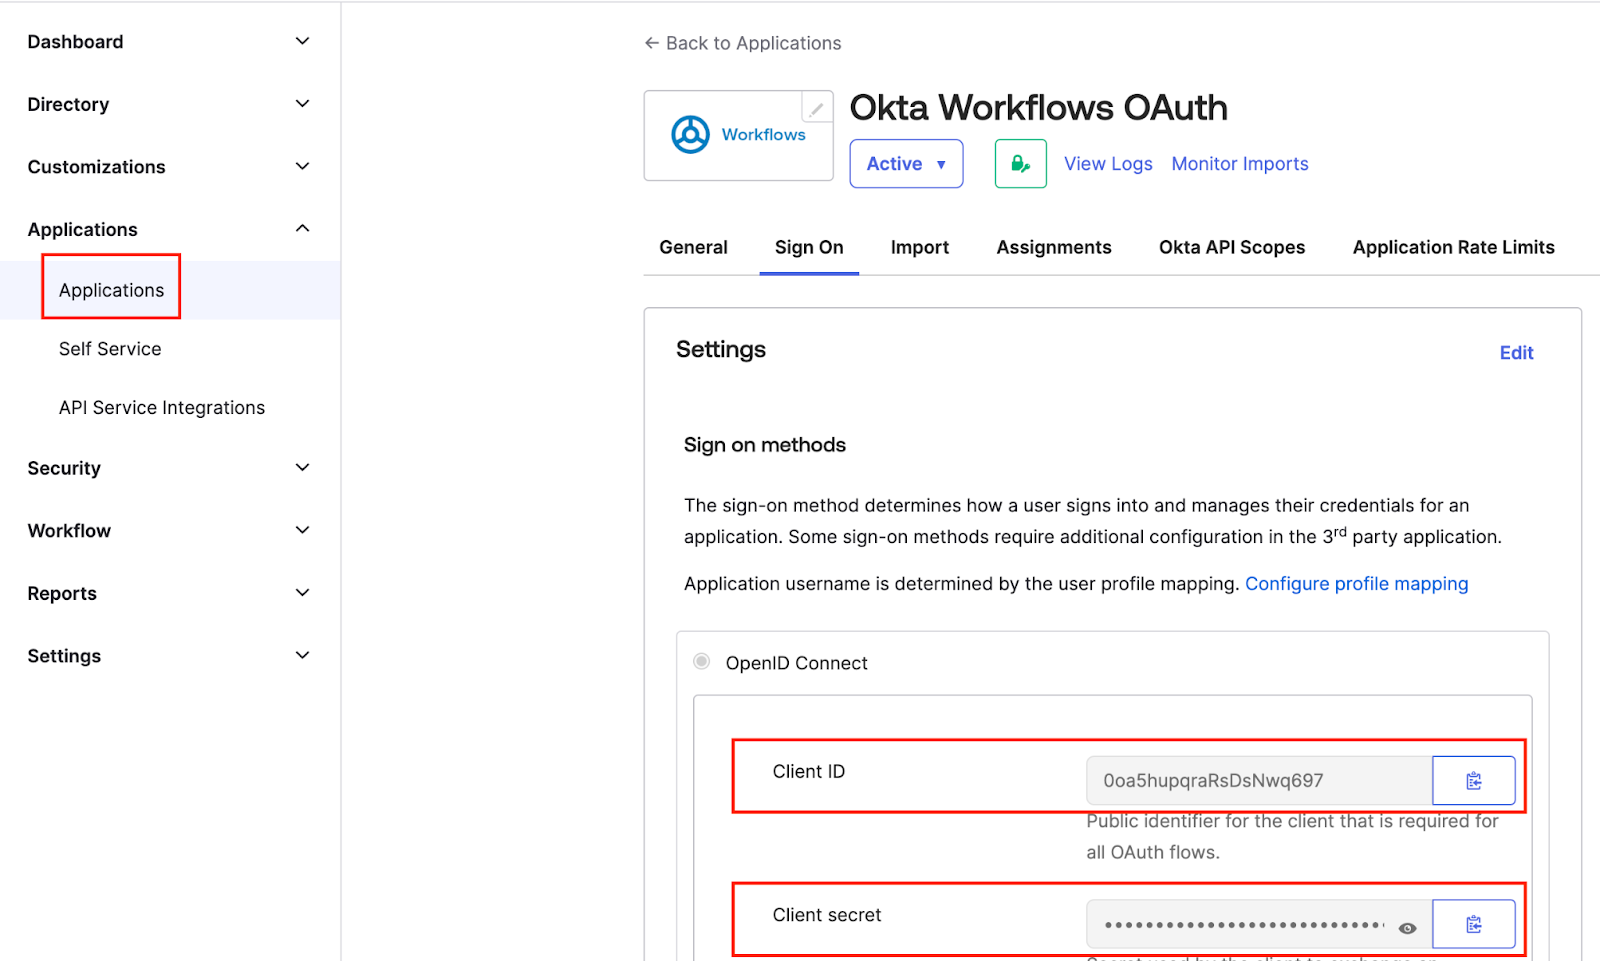 Dashboard
Directory
Customizations
Applications
Applications
Self Service
API Service Integrations
Security
Workflow
Reports
Settings
← Back to Applications
Workflows
Okta Workflows OAuth
Active ▼
View Logs
Monitor Imports
General
Sign On
Import
Assignments
Okta API Scopes
Application Rate Limits
Settings
Edit
Sign on methods
The sign-on method determines how a user signs into and manages their credentials for an
application. Some sign-on methods require additional configuration in the 3rd party application.
Application username is determined by the user profile mapping. Configure profile mapping
OpenID Connect
Client ID
0oa5hupqraRsDsNwq697
Public identifier for the client that is required for
all OAuth flows.
Client secret
••••••••••••••••••••••••••••